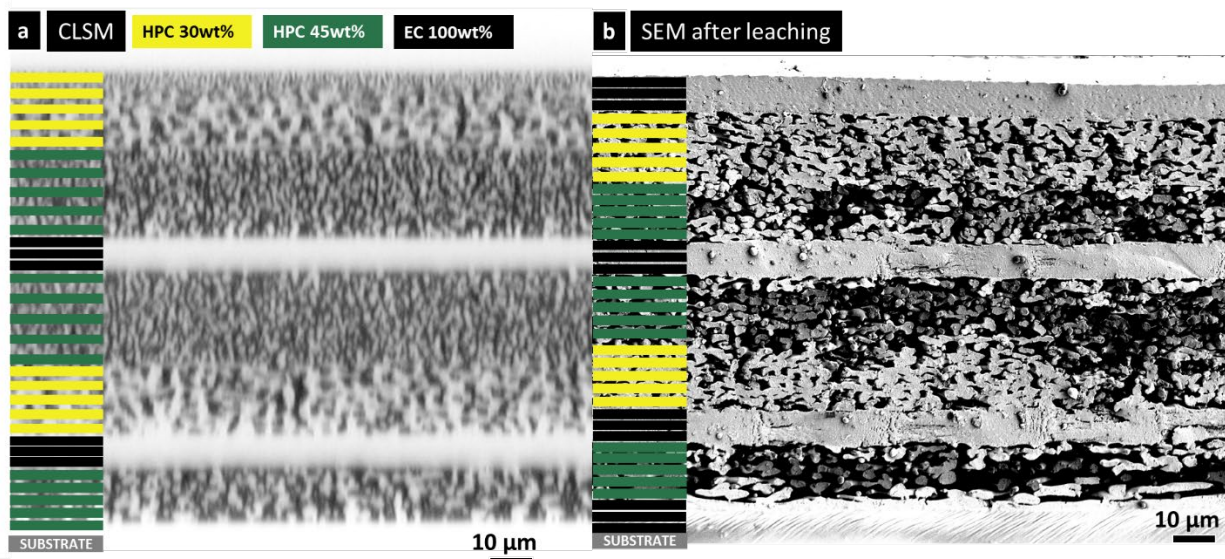 a CLSM HPC 30wt% HPC 45wt% EC 100wt%
SUBSTRATE
10 µm
b SEM after leaching
SUBSTRATE
10 µm